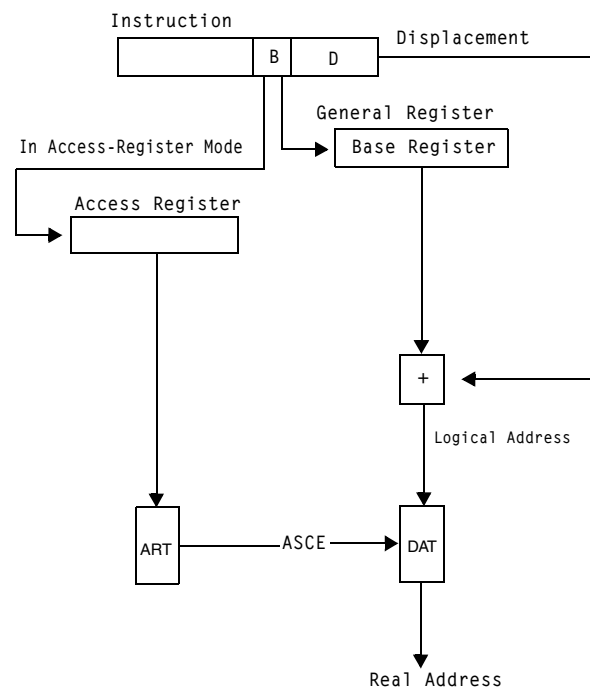 Instruction
Displacement
B
D
General Register
In Access-Register Mode
Base Register
Access Register
+
Logical Address
ART
ASCE
DAT
Real Address